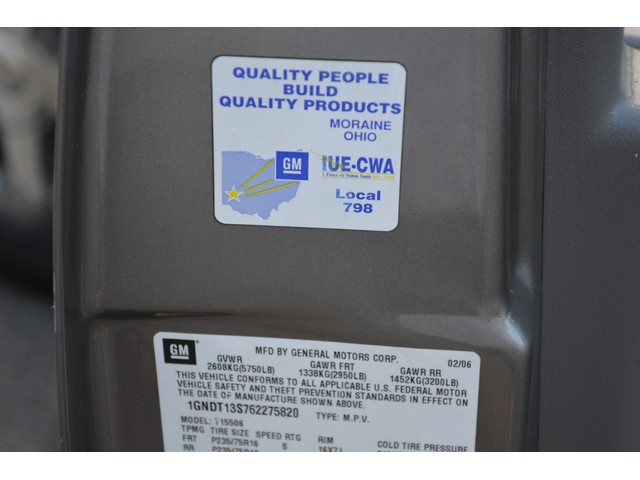 QUALITY PEOPLE
BUILD
QUALITY PRODUCTS
MORAINE
OHIO
GM IUE-CWA
Local
798
GM MFD BY GENERAL MOTORS CORP. 02/06
GVWR GAWR FRT GAWR RR
2608KG(5750LB) 1338KG(2950LB) 1452KG(3200LB)
THIS VEHICLE CONFORMS TO ALL APPLICABLE U.S. FEDERAL MOTOR
VEHICLE SAFETY AND THEFT PREVENTION STANDARDS IN EFFECT ON
THE DATE OF MANUFACTURE SHOWN ABOVE.
1GNDT13S762275820 TYPE: M.P.V.
MODEL: T15506
TPMG TIRE SIZE SPEED RTG RIM COLD TIRE PRESSURE
FRT P235/75R16 S 16X7J
RR